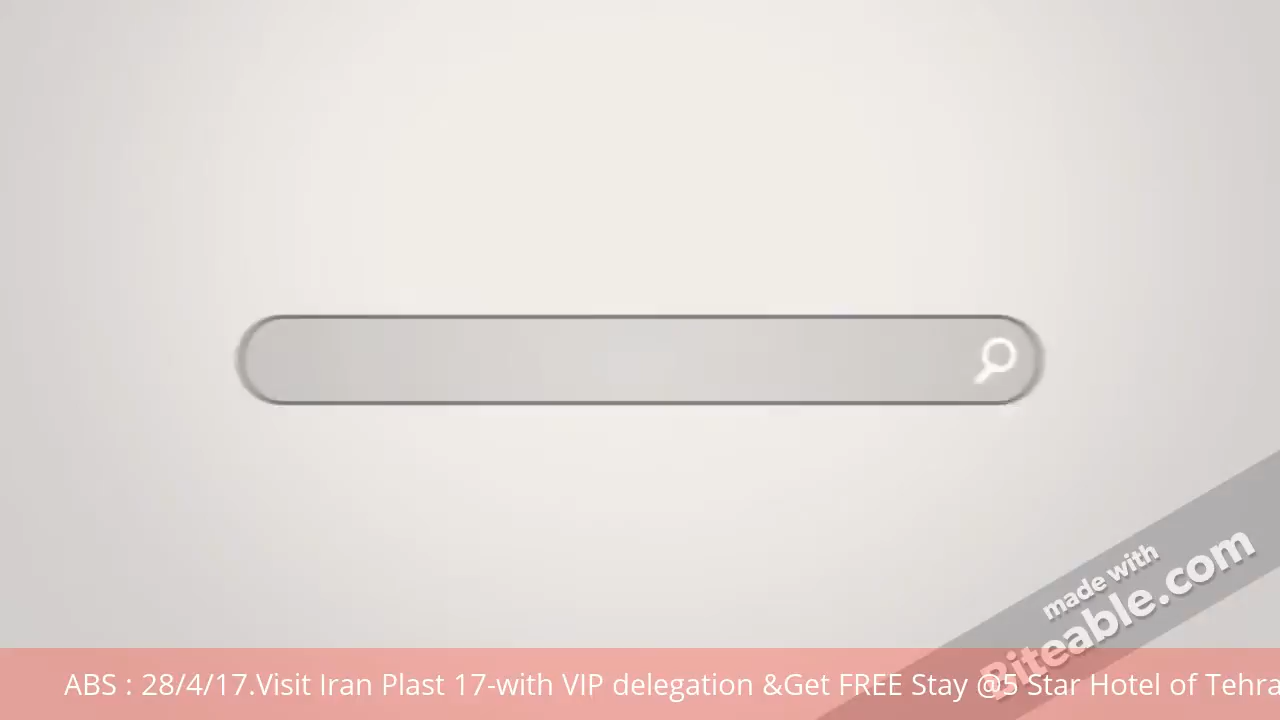 made with
Biteable.com
ABS : 28/4/17.Visit Iran Plast 17-with VIP delegation &Get FREE Stay @5 Star Hotel of Tehra